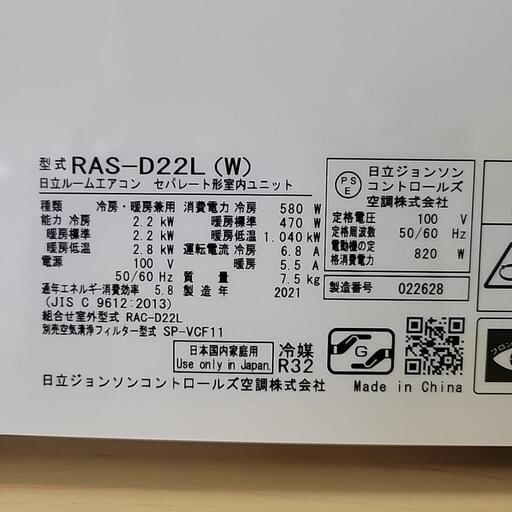 型式 RAS-D22L (W)
日立ルームエアコン セパレート形室内ユニット
種類 冷房・暖房兼用 消費電力 冷房 580 W
能力 冷房 2.2 kW 暖房標準 470 W
暖房標準 2.2 kW 暖房低温 1.040 kW
暖房低温 2.8 kW 運転電流 冷房 6.8 A
電源 100 V 暖房 5.5 A
50/60 Hz 質量 7.5 kg
通年エネルギー消費効率 5.8 製造年 2021
(JIS C 9612:2013)
組合せ室外型式 RAC-D22L
別売空気清浄フィルター型式 SP-VCF11
日本国内家庭用
Use only in Japan.
冷媒
R32
日立ジョンソンコントロールズ空調株式会社
Made in China
PS
E
日立ジョンソン
コントロールズ
空調株式会社
定格電圧 100 V
定格周波数 50/60 Hz
電動機の定
格消費電力 820 W
製造番号 022628
G
フロン